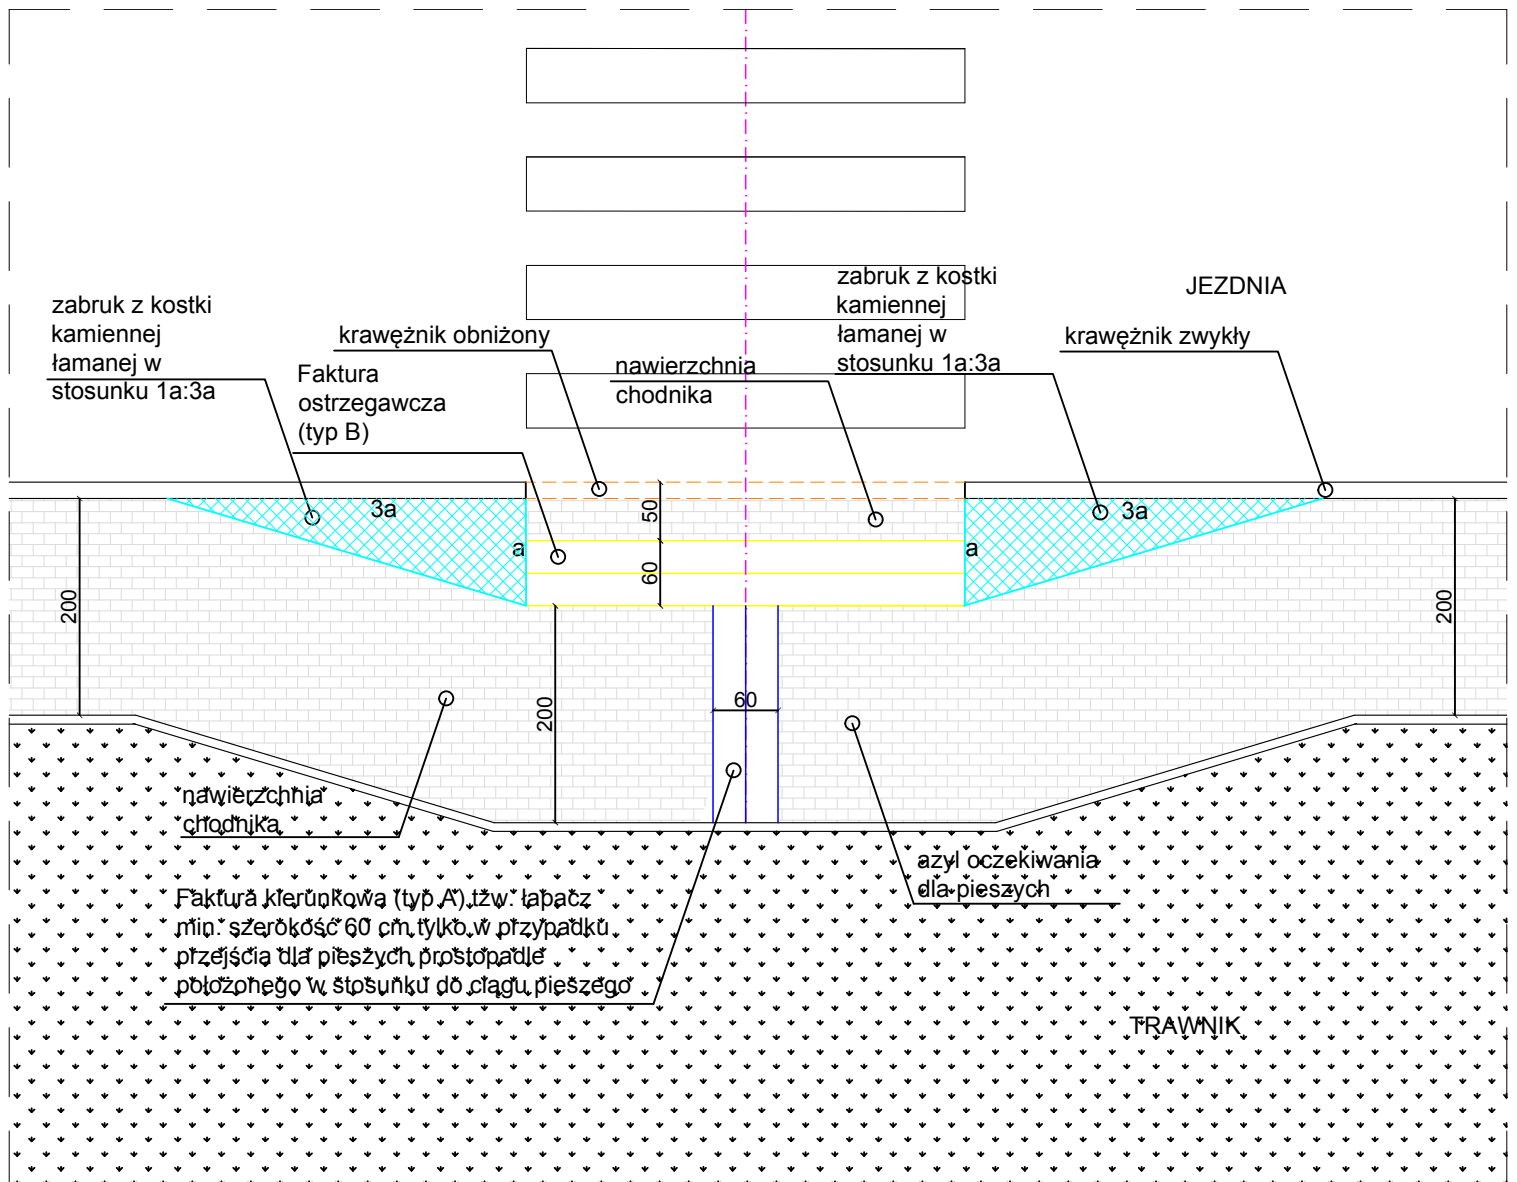 zabruk z kostki
kamiennej
łamanej w
stosunku 1a:3a
krawężnik obniżony
Faktura
ostrzegawcza
(typ B)
nawierzchnia
chodnika
zabruk z kostki
kamiennej
łamanej w
stosunku 1a:3a
JEZDNIA
krawężnik zwykły
3a
a
50
60
a
3a
200
200
200
60
nawierzchnia
chodnika
azyl oczekiwania
dla pieszych
Faktura kierunkowa (typ A) tzw. łapacz
min. szerokość 60 cm tylko w przypadku
przejścia dla pieszych prostopadle
położonego w stosunku do ciągu pieszego
TRAWNIK